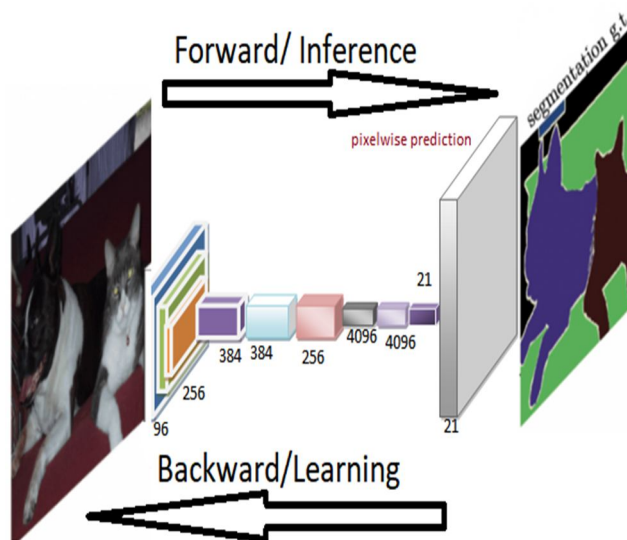 Forward/ Inference
segmentation g.t
pixelwise prediction
21
384
384
256
4096
4096
256
96
21
Backward/Learning